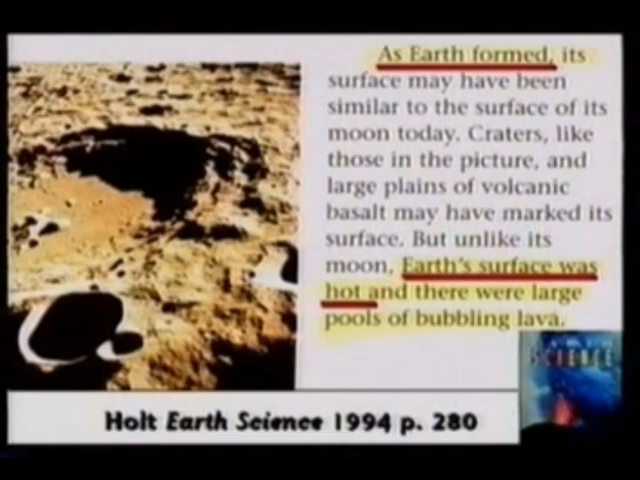 As Earth formed, its
surface may have been
similar to the surface of its
moon today. Craters, like
those in the picture, and
large plains of volcanic
basalt may have marked its
surface. But unlike its
moon, Earth's surface was
hot and there were large
pools of bubbling lava.
EARTH
SCIENCE
Holt Earth Science 1994 p. 280